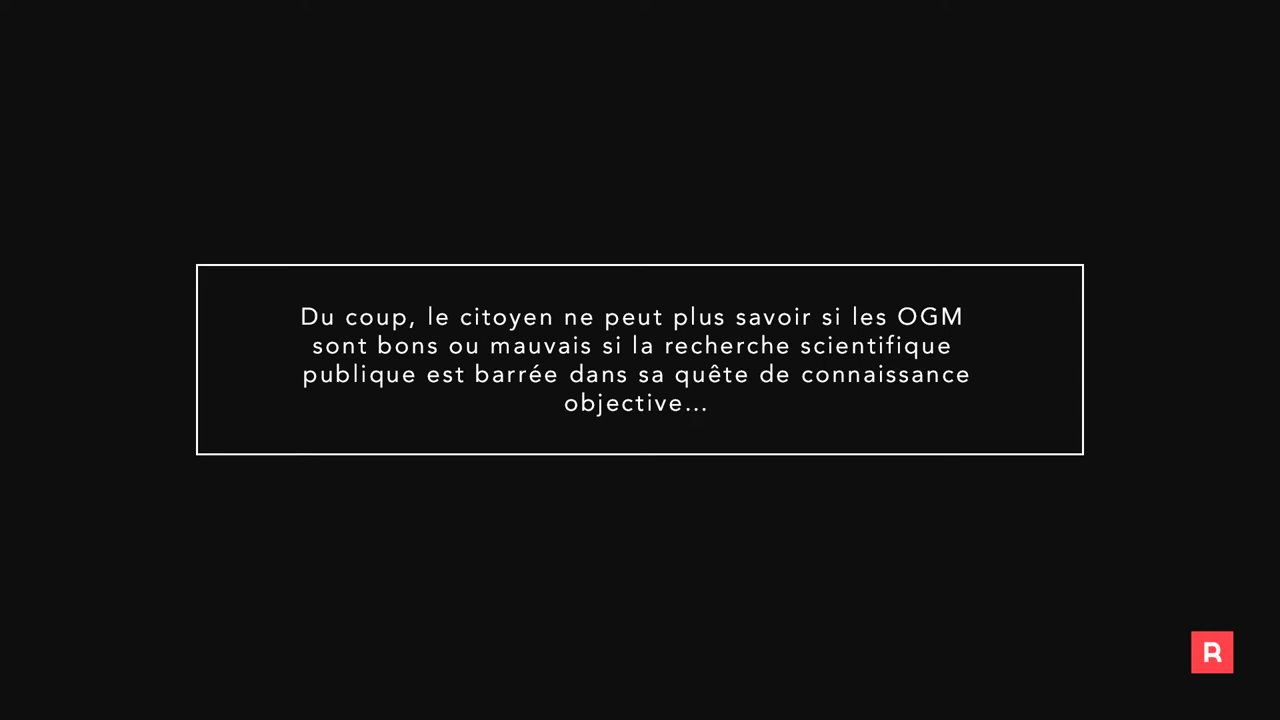 Du coup, le citoyen ne peut plus savoir si les OGM
sont bons ou mauvais si la recherche scientifique
publique est barrée dans sa quête de connaissance
objective...
R